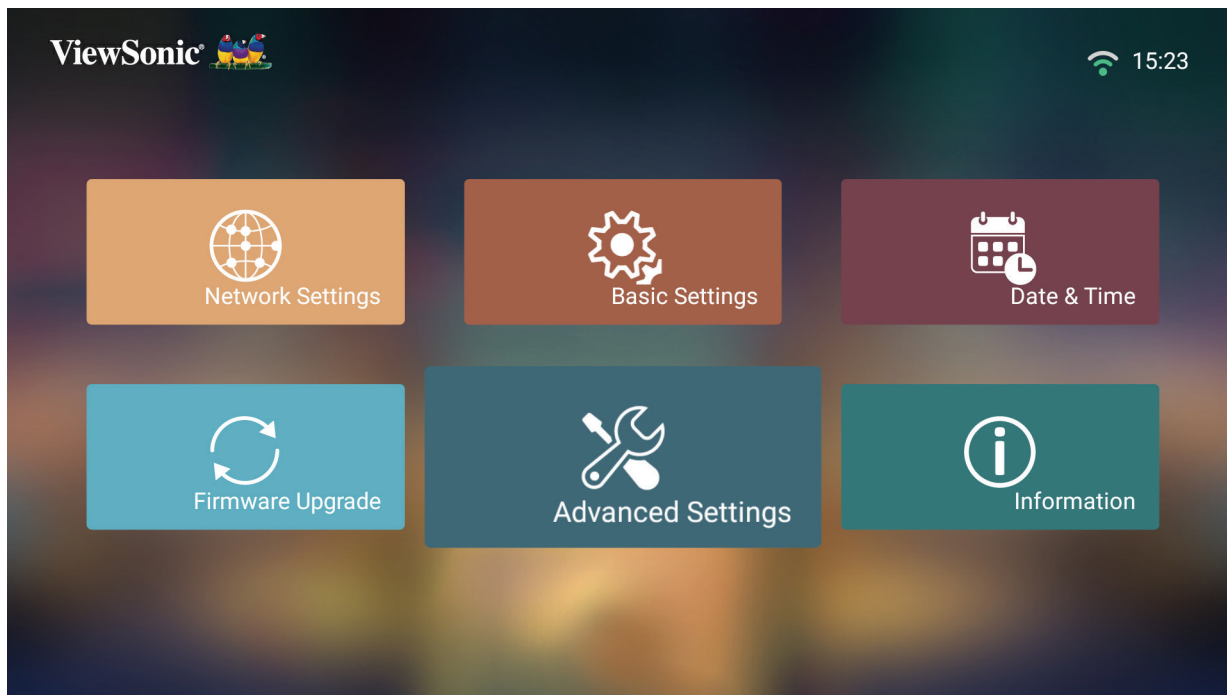 ViewSonic®
15:23
Network Settings
Basic Settings
Date & Time
Firmware Upgrade
Advanced Settings
Information